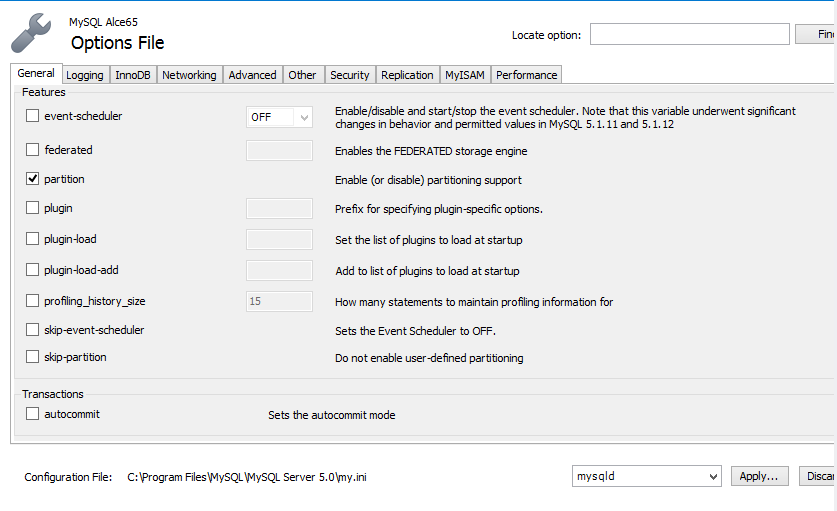 MySQL Alce65
Options File
Locate option:
Find
General Logging InnoDB Networking Advanced Other Security Replication MyISAM Performance
Features
event-scheduler OFF Enable/disable and start/stop the event scheduler. Note that this variable underwent significant
changes in behavior and permitted values in MySQL 5.1.11 and 5.1.12
federated Enables the FEDERATED storage engine
partition Enable (or disable) partitioning support
plugin Prefix for specifying plugin-specific options.
plugin-load Set the list of plugins to load at startup
plugin-load-add Add to list of plugins to load at startup
profiling_history_size 15 How many statements to maintain profiling information for
skip-event-scheduler Sets the Event Scheduler to OFF.
skip-partition Do not enable user-defined partitioning
Transactions
autocommit Sets the autocommit mode
Configuration File: C:\Program Files\MySQL\MySQL Server 5.0\my.ini mysqld Apply... Discar